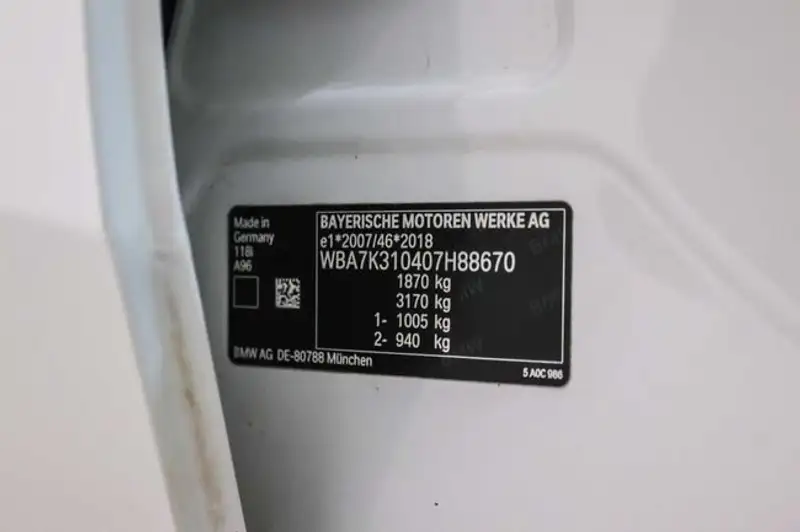 Made in
Germany
118i
A96
BAYERISCHE MOTOREN WERKE AG
e1*2007/46*2018
WBA7K310407H88670
1870 kg
3170 kg
1- 1005 kg
2- 940 kg
BMW AG DE-80788 München
5 A0C 986